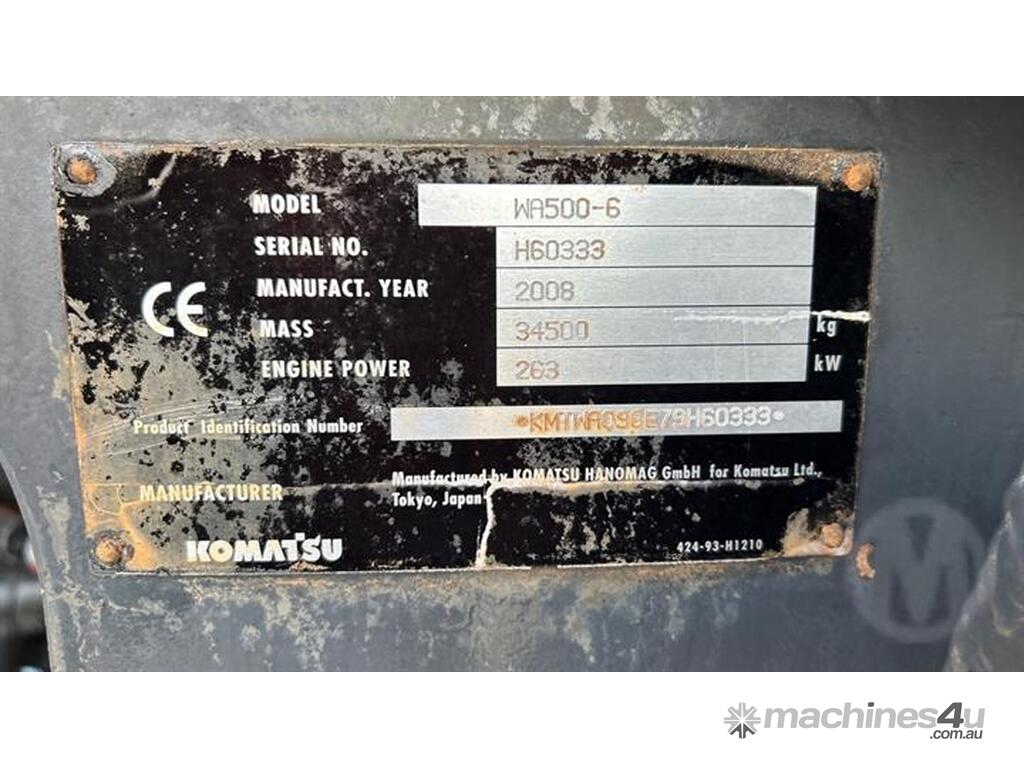 MODEL WA500-6
SERIAL NO. H60333
MANUFACT. YEAR 2008
CE
MASS 34500 kg
ENGINE POWER 263 kW
Product Identification Number
Manufactured by KOMATSU HANOMAG GmbH for Komatsu Ltd.,
MANUFACTURER
Tokyo, Japan
KOMATSU
424-93-H1210
M
machines4u
.com.au